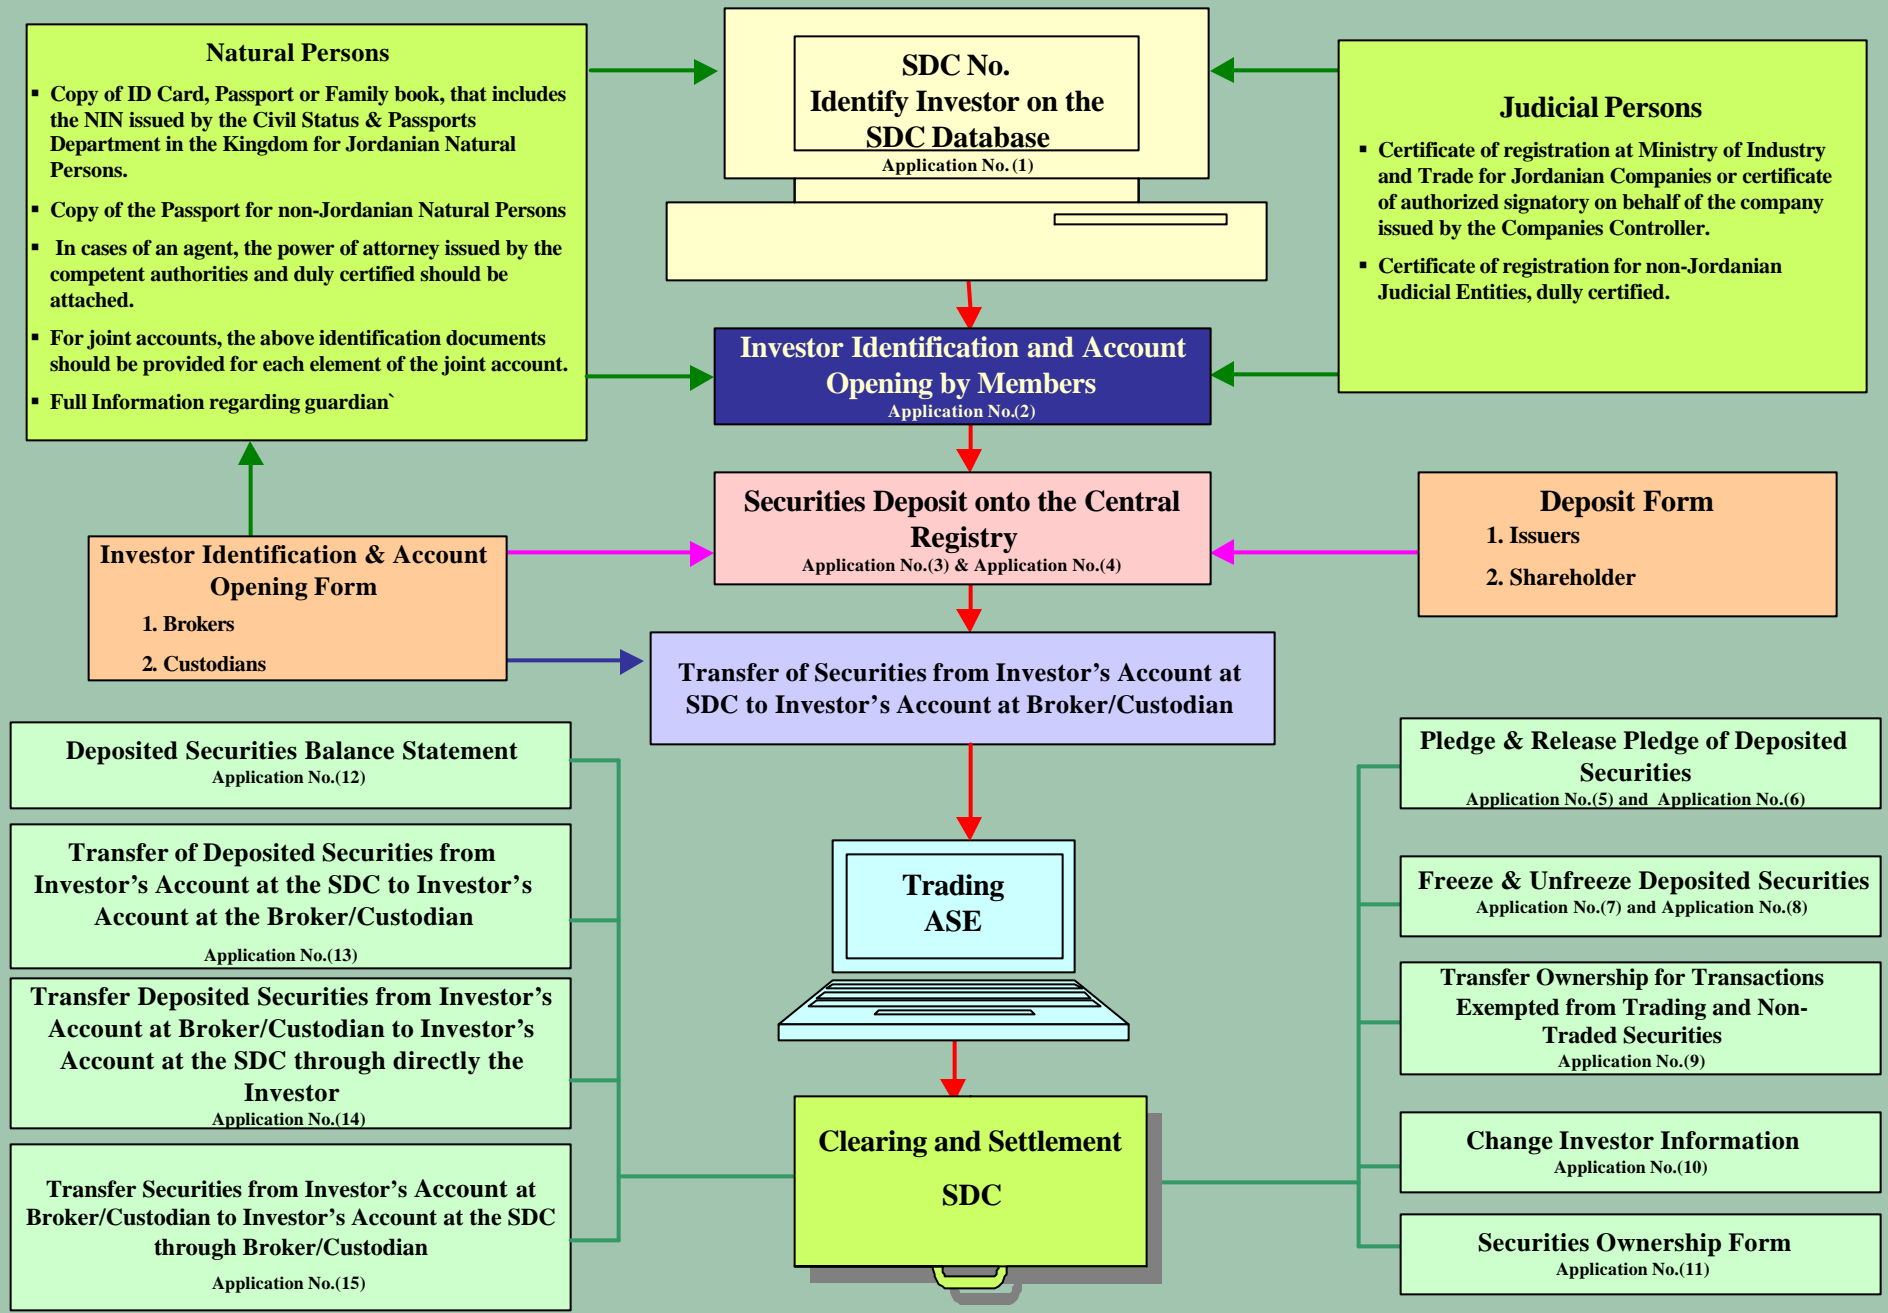 Natural Persons
▪ Copy of ID Card, Passport or Family book, that includes
the NIN issued by the Civil Status & Passports
Department in the Kingdom for Jordanian Natural
Persons.
▪ Copy of the Passport for non-Jordanian Natural Persons
▪ In cases of an agent, the power of attorney issued by the
competent authorities and duly certified should be
attached.
▪ For joint accounts, the above identification documents
should be provided for each element of the joint account.
▪ Full Information regarding guardian`
SDC No.
Identify Investor on the
SDC Database
Application No. (1)
Judicial Persons
▪ Certificate of registration at Ministry of Industry
and Trade for Jordanian Companies or certificate
of authorized signatory on behalf of the company
issued by the Companies Controller.
▪ Certificate of registration for non-Jordanian
Judicial Entities, dully certified.
Investor Identification and Account
Opening by Members
Application No.(2)
Securities Deposit onto the Central
Registry
Application No.(3) & Application No.(4)
Deposit Form
1. Issuers
2. Shareholder
Investor Identification & Account
Opening Form
1. Brokers
2. Custodians
Transfer of Securities from Investor's Account at
SDC to Investor's Account at Broker/Custodian
Deposited Securities Balance Statement
Application No.(12)
Transfer of Deposited Securities from
Investor's Account at the SDC to Investor's
Account at the Broker/Custodian
Application No.(13)
Transfer Deposited Securities from Investor's
Account at Broker/Custodian to Investor's
Account at the SDC through directly the
Investor
Application No.(14)
Transfer Securities from Investor's Account at
Broker/Custodian to Investor's Account at the SDC
through Broker/Custodian
Application No.(15)
Trading
ASE
Clearing and Settlement
SDC
Pledge & Release Pledge of Deposited
Securities
Application No.(5) and Application No.(6)
Freeze & Unfreeze Deposited Securities
Application No.(7) and Application No.(8)
Transfer Ownership for Transactions
Exempted from Trading and Non-
Traded Securities
Application No.(9)
Change Investor Information
Application No.(10)
Securities Ownership Form
Application No.(11)